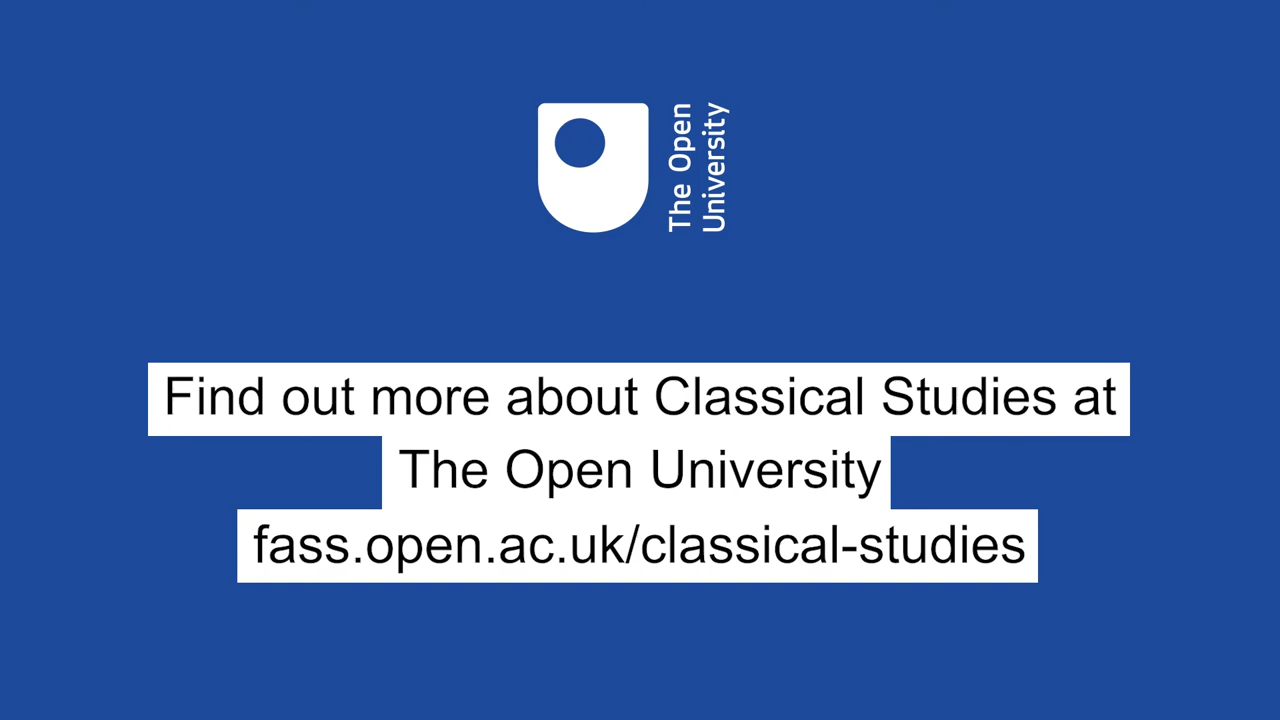 The Open
University
Find out more about Classical Studies at
The Open University
fass.open.ac.uk/classical-studies